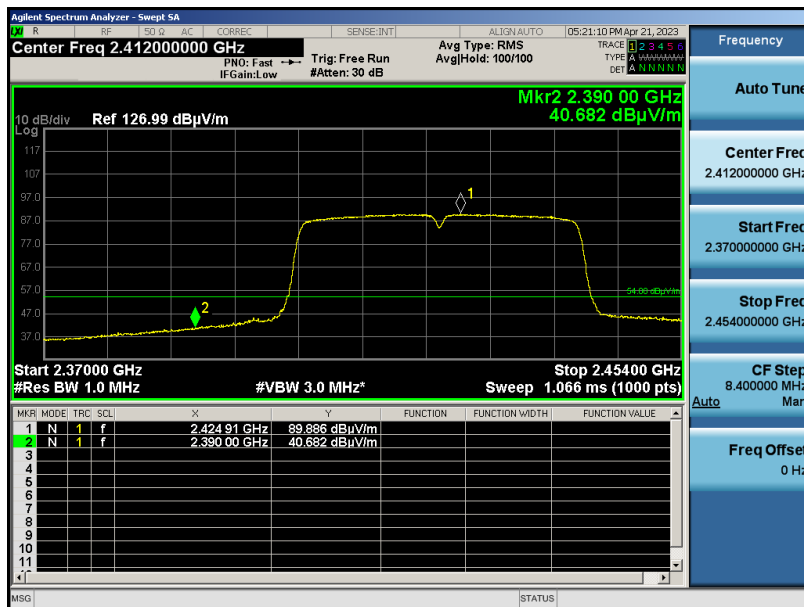 Agilent Spectrum Analyzer - Swept SA
LXI R RF 50 Ω AC CORREC SENSE:INT ALIGN AUTO 05:21:10 PM Apr 21, 2023
Center Freq 2.412000000 GHz
PNO: Fast
IFGain:Low
Trig: Free Run
#Atten: 30 dB
Avg Type: RMS
Avg|Hold: 100/100
TRACE 1 2 3 4 5 6
TYPE A WWWWW
DET A N N N N N
Mkr2 2.390 00 GHz
40.682 dBµV/m
10 dB/div Ref 126.99 dBµV/m
Log
117
107
97.0
87.0
77.0
67.0
57.0
47.0
37.0
1
2
54.00 dBµV/m
Start 2.37000 GHz Stop 2.45400 GHz
#Res BW 1.0 MHz #VBW 3.0 MHz* Sweep 1.066 ms (1000 pts)
MKR MODE TRC SCL X Y FUNCTION FUNCTION WIDTH FUNCTION VALUE
1 N 1 f 2.424 91 GHz 89.886 dBµV/m
2 N 1 f 2.390 00 GHz 40.682 dBµV/m
3
4
5
6
7
8
9
10
11
MSG STATUS
Frequency
Auto Tune
Center Freq
2.412000000 GHz
Start Freq
2.370000000 GHz
Stop Freq
2.454000000 GHz
CF Step
8.400000 MHz
Auto Man
Freq Offset
0 Hz